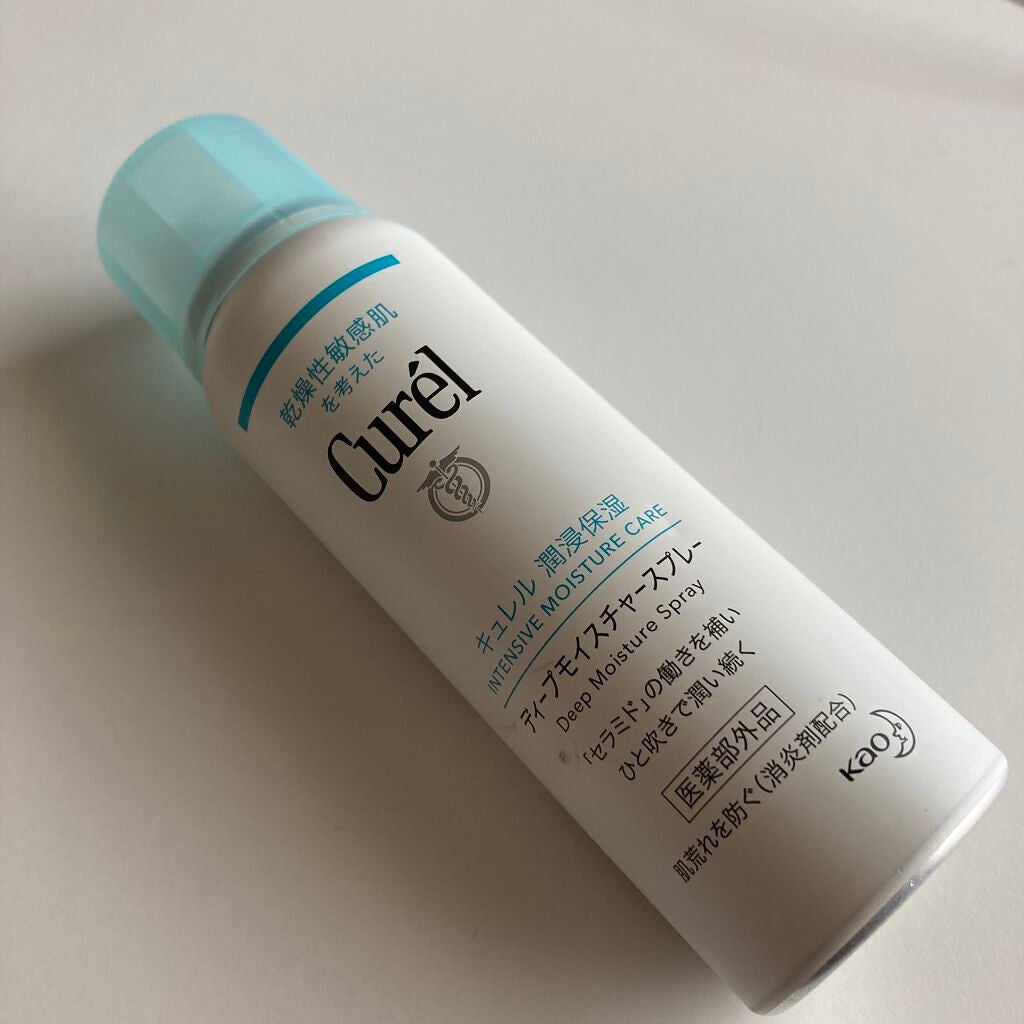 乾燥性敏感肌
を考えた
Curél
キュレル 潤浸保湿
INTENSIVE MOISTURE CARE
ディープモイスチャースプレー
Deep Moisture Spray
「セラミド」の働きを補い
ひと吹きで潤い続く
医薬部外品
肌荒れを防ぐ(消炎剤配合)
Kao